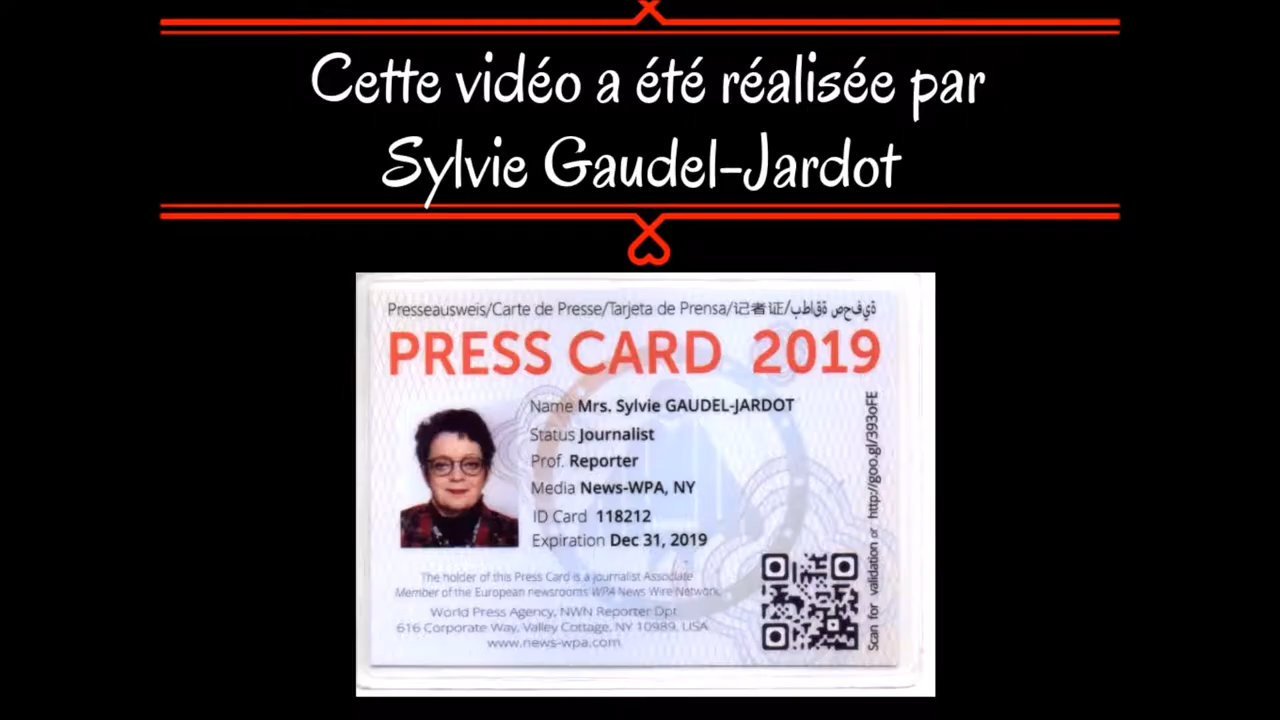 Cette vidéo a été réalisée par
Sylvie Gaudel-Jardot
Presseausweis/Carte de Presse/Tarjeta de Prensa/记者证/ةيفحص ةقاطب
PRESS CARD 2019
Name Mrs. Sylvie GAUDEL-JARDOT
Status Journalist
Prof. Reporter
Media News-WPA, NY
ID Card 118212
Expiration Dec 31, 2019
The holder of this Press Card is a journalist Associate
Member of the European newsrooms WPA News Wire Network.
World Press Agency, NWN Reporter Dpt
616 Corporate Way, Valley Cottage, NY 10989, USA
www.news-wpa.com
Scan for validation or http://goo.gl/393oFE